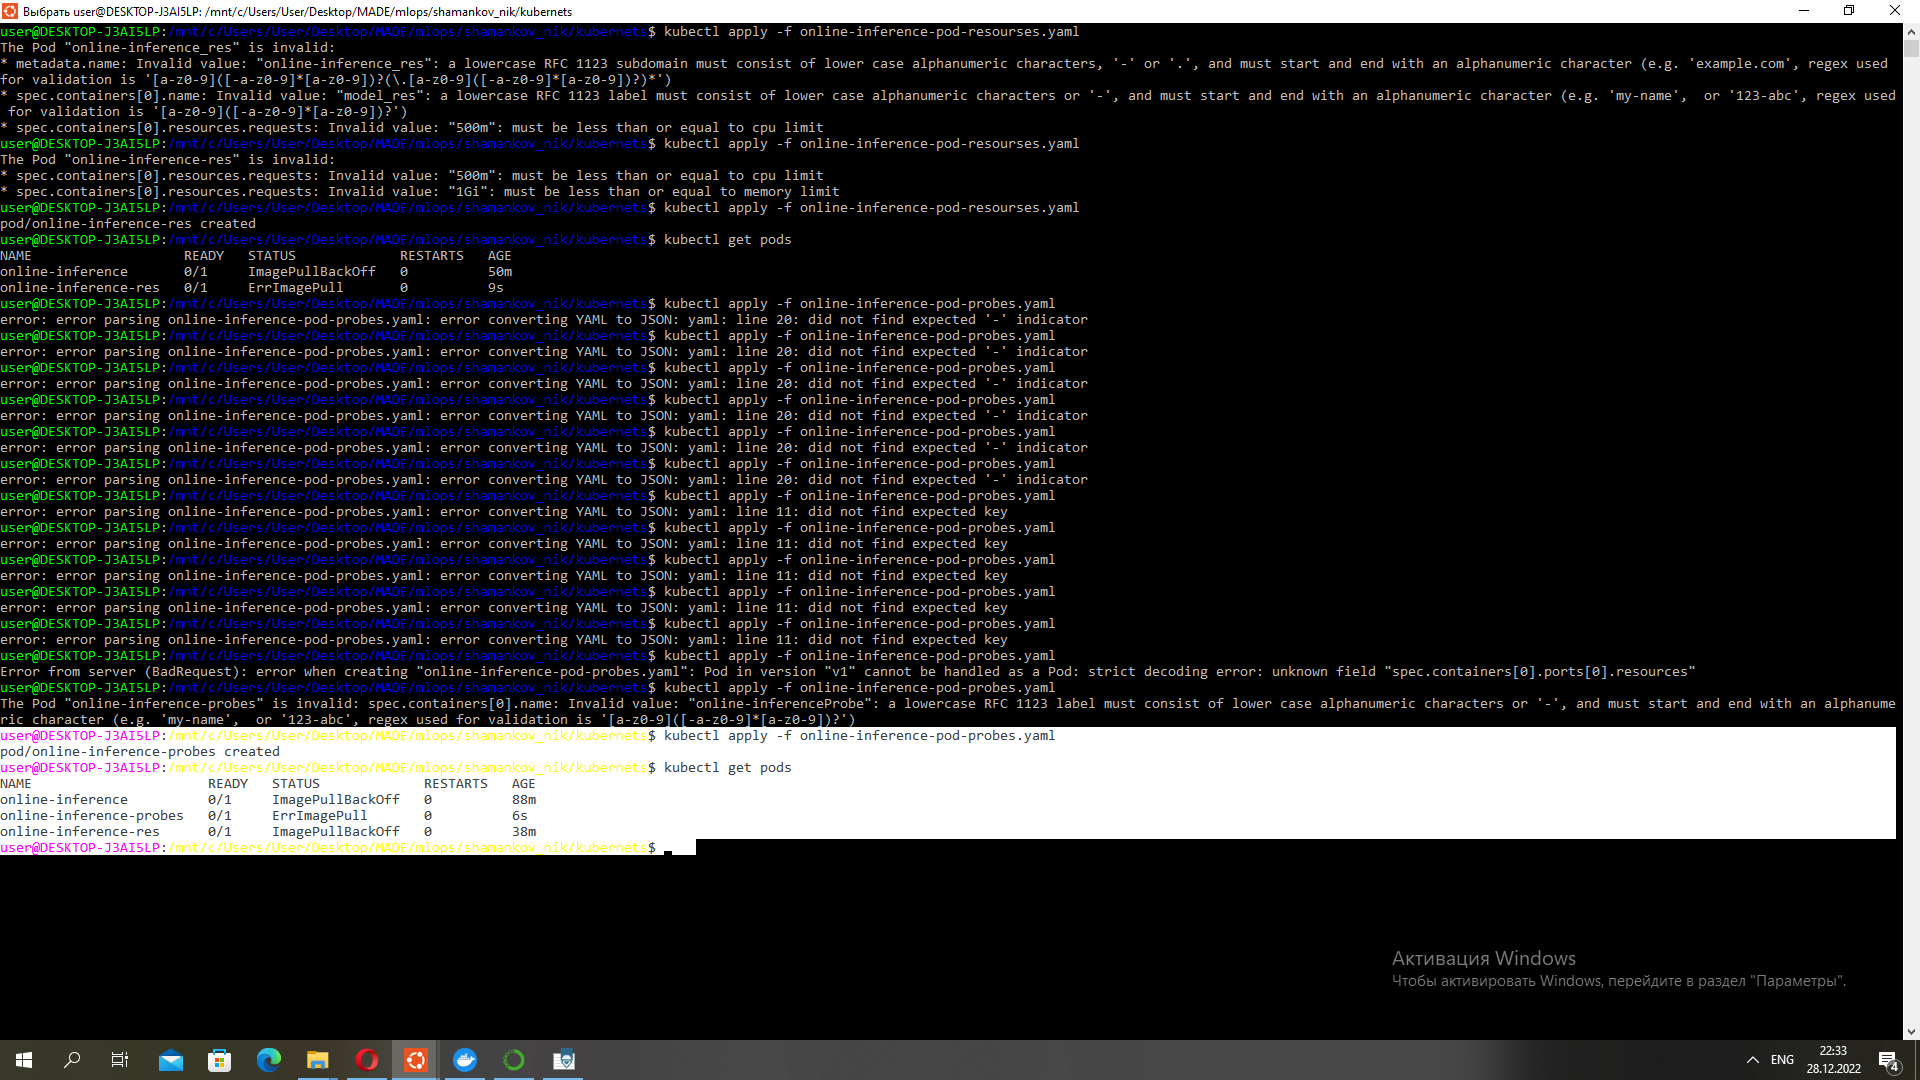 Выбрать user@DESKTOP-J3AI5LP: /mnt/c/Users/User/Desktop/MADE/mlops/shamankov_nik/kubernets
user@DESKTOP-J3AI5LP:/mnt/c/Users/User/Desktop/MADE/mlops/shamankov_nik/kubernets$ kubectl apply -f online-inference-pod-resourses.yaml
The Pod "online-inference_res" is invalid:
* metadata.name: Invalid value: "online-inference_res": a lowercase RFC 1123 subdomain must consist of lower case alphanumeric characters, '-' or '.', and must start and end with an alphanumeric character (e.g. 'example.com', regex used
for validation is '[a-z0-9]([-a-z0-9]*[a-z0-9])?(\.[a-z0-9]([-a-z0-9]*[a-z0-9])?)*')
* spec.containers[0].name: Invalid value: "model_res": a lowercase RFC 1123 label must consist of lower case alphanumeric characters or '-', and must start and end with an alphanumeric character (e.g. 'my-name',  or '123-abc', regex used
for validation is '[a-z0-9]([-a-z0-9]*[a-z0-9])?')
* spec.containers[0].resources.requests: Invalid value: "500m": must be less than or equal to cpu limit
user@DESKTOP-J3AI5LP:/mnt/c/Users/User/Desktop/MADE/mlops/shamankov_nik/kubernets$ kubectl apply -f online-inference-pod-resourses.yaml
The Pod "online-inference-res" is invalid:
* spec.containers[0].resources.requests: Invalid value: "500m": must be less than or equal to cpu limit
* spec.containers[0].resources.requests: Invalid value: "1Gi": must be less than or equal to memory limit
user@DESKTOP-J3AI5LP:/mnt/c/Users/User/Desktop/MADE/mlops/shamankov_nik/kubernets$ kubectl apply -f online-inference-pod-resourses.yaml
pod/online-inference-res created
user@DESKTOP-J3AI5LP:/mnt/c/Users/User/Desktop/MADE/mlops/shamankov_nik/kubernets$ kubectl get pods
NAME READY STATUS RESTARTS AGE
online-inference 0/1 ImagePullBackOff 0 50m
online-inference-res 0/1 ErrImagePull 0 9s
user@DESKTOP-J3AI5LP:/mnt/c/Users/User/Desktop/MADE/mlops/shamankov_nik/kubernets$ kubectl apply -f online-inference-pod-probes.yaml
error: error parsing online-inference-pod-probes.yaml: error converting YAML to JSON: yaml: line 20: did not find expected '-' indicator
user@DESKTOP-J3AI5LP:/mnt/c/Users/User/Desktop/MADE/mlops/shamankov_nik/kubernets$ kubectl apply -f online-inference-pod-probes.yaml
error: error parsing online-inference-pod-probes.yaml: error converting YAML to JSON: yaml: line 20: did not find expected '-' indicator
user@DESKTOP-J3AI5LP:/mnt/c/Users/User/Desktop/MADE/mlops/shamankov_nik/kubernets$ kubectl apply -f online-inference-pod-probes.yaml
error: error parsing online-inference-pod-probes.yaml: error converting YAML to JSON: yaml: line 20: did not find expected '-' indicator
user@DESKTOP-J3AI5LP:/mnt/c/Users/User/Desktop/MADE/mlops/shamankov_nik/kubernets$ kubectl apply -f online-inference-pod-probes.yaml
error: error parsing online-inference-pod-probes.yaml: error converting YAML to JSON: yaml: line 20: did not find expected '-' indicator
user@DESKTOP-J3AI5LP:/mnt/c/Users/User/Desktop/MADE/mlops/shamankov_nik/kubernets$ kubectl apply -f online-inference-pod-probes.yaml
error: error parsing online-inference-pod-probes.yaml: error converting YAML to JSON: yaml: line 20: did not find expected '-' indicator
user@DESKTOP-J3AI5LP:/mnt/c/Users/User/Desktop/MADE/mlops/shamankov_nik/kubernets$ kubectl apply -f online-inference-pod-probes.yaml
error: error parsing online-inference-pod-probes.yaml: error converting YAML to JSON: yaml: line 20: did not find expected '-' indicator
user@DESKTOP-J3AI5LP:/mnt/c/Users/User/Desktop/MADE/mlops/shamankov_nik/kubernets$ kubectl apply -f online-inference-pod-probes.yaml
error: error parsing online-inference-pod-probes.yaml: error converting YAML to JSON: yaml: line 11: did not find expected key
user@DESKTOP-J3AI5LP:/mnt/c/Users/User/Desktop/MADE/mlops/shamankov_nik/kubernets$ kubectl apply -f online-inference-pod-probes.yaml
error: error parsing online-inference-pod-probes.yaml: error converting YAML to JSON: yaml: line 11: did not find expected key
user@DESKTOP-J3AI5LP:/mnt/c/Users/User/Desktop/MADE/mlops/shamankov_nik/kubernets$ kubectl apply -f online-inference-pod-probes.yaml
error: error parsing online-inference-pod-probes.yaml: error converting YAML to JSON: yaml: line 11: did not find expected key
user@DESKTOP-J3AI5LP:/mnt/c/Users/User/Desktop/MADE/mlops/shamankov_nik/kubernets$ kubectl apply -f online-inference-pod-probes.yaml
error: error parsing online-inference-pod-probes.yaml: error converting YAML to JSON: yaml: line 11: did not find expected key
user@DESKTOP-J3AI5LP:/mnt/c/Users/User/Desktop/MADE/mlops/shamankov_nik/kubernets$ kubectl apply -f online-inference-pod-probes.yaml
error: error parsing online-inference-pod-probes.yaml: error converting YAML to JSON: yaml: line 11: did not find expected key
user@DESKTOP-J3AI5LP:/mnt/c/Users/User/Desktop/MADE/mlops/shamankov_nik/kubernets$ kubectl apply -f online-inference-pod-probes.yaml
Error from server (BadRequest): error when creating "online-inference-pod-probes.yaml": Pod in version "v1" cannot be handled as a Pod: strict decoding error: unknown field "spec.containers[0].ports[0].resources"
user@DESKTOP-J3AI5LP:/mnt/c/Users/User/Desktop/MADE/mlops/shamankov_nik/kubernets$ kubectl apply -f online-inference-pod-probes.yaml
The Pod "online-inference-probes" is invalid: spec.containers[0].name: Invalid value: "online-inferenceProbe": a lowercase RFC 1123 label must consist of lower case alphanumeric characters or '-', and must start and end with an alphanume
ric character (e.g. 'my-name',  or '123-abc', regex used for validation is '[a-z0-9]([-a-z0-9]*[a-z0-9])?')
user@DESKTOP-J3AI5LP:/mnt/c/Users/User/Desktop/MADE/mlops/shamankov_nik/kubernets$ kubectl apply -f online-inference-pod-probes.yaml
pod/online-inference-probes created
user@DESKTOP-J3AI5LP:/mnt/c/Users/User/Desktop/MADE/mlops/shamankov_nik/kubernets$ kubectl get pods
NAME READY STATUS RESTARTS AGE
online-inference 0/1 ImagePullBackOff 0 88m
online-inference-probes 0/1 ErrImagePull 0 6s
online-inference-res 0/1 ImagePullBackOff 0 38m
user@DESKTOP-J3AI5LP:/mnt/c/Users/User/Desktop/MADE/mlops/shamankov_nik/kubernets$ _
Активация Windows
Чтобы активировать Windows, перейдите в раздел "Параметры".
ENG
22:33
28.12.2022
4